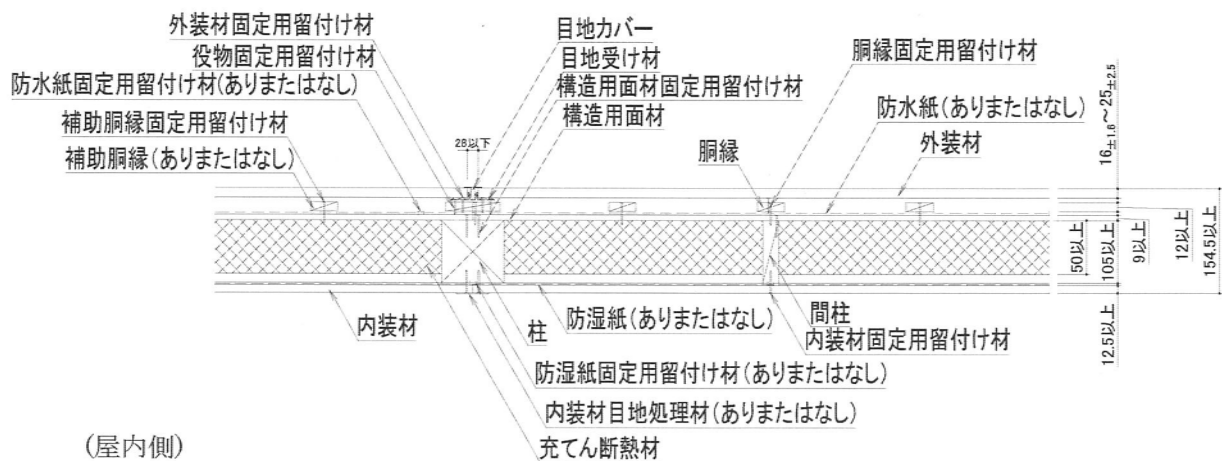 外装材固定用留付け材
役物固定用留付け材
防水紙固定用留付け材(ありまたはなし)
補助胴縁固定用留付け材
補助胴縁(ありまたはなし)
目地カバー
目地受け材
構造用面材固定用留付け材
構造用面材
28以下
胴縁固定用留付け材
防水紙(ありまたはなし)
外装材
胴縁
16±1.6～25±2.5
50以上
105以上
9以上
12以上
154.5以上
12.5以上
内装材
柱
防湿紙(ありまたはなし)
間柱
内装材固定用留付け材
防湿紙固定用留付け材(ありまたはなし)
内装材目地処理材(ありまたはなし)
充てん断熱材
(屋内側)